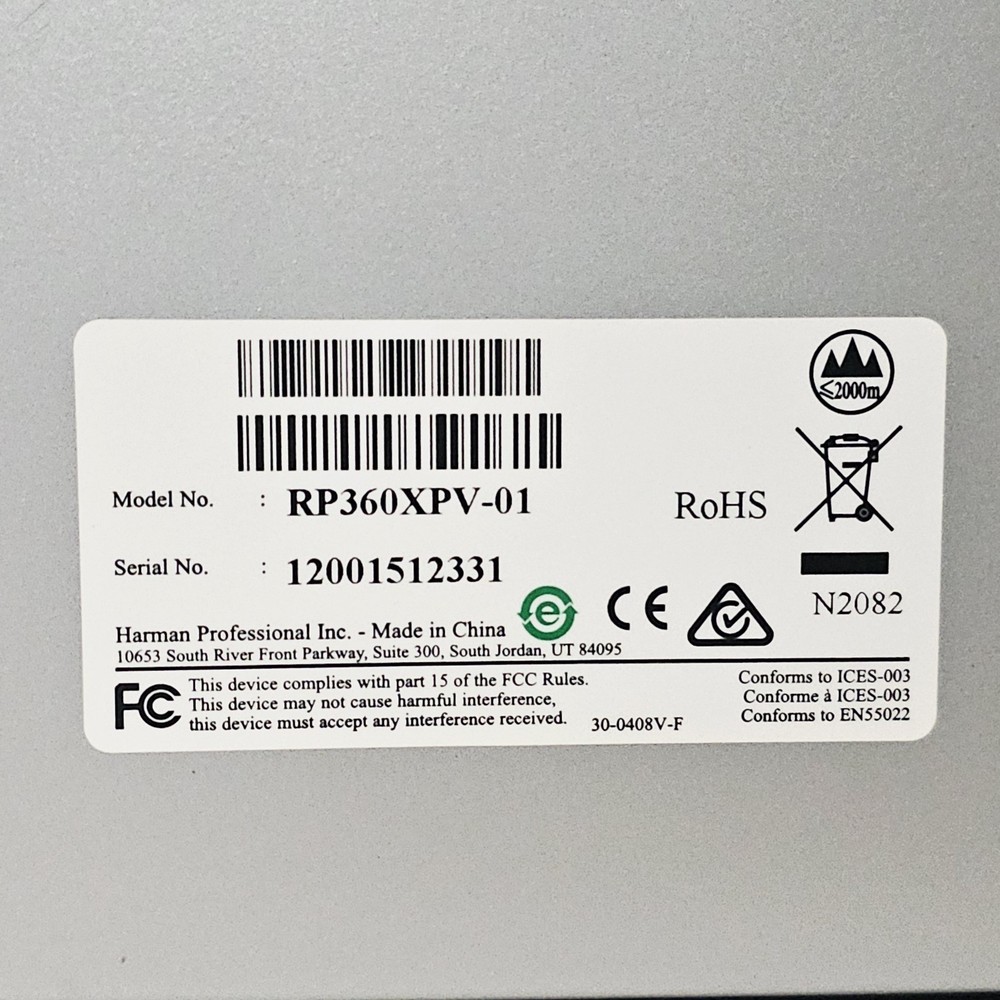 ≤2000m
Model No. : RP360XPV-01
RoHS
Serial No. : 12001512331
N2082
e
CE
Harman Professional Inc. - Made in China
10653 South River Front Parkway, Suite 300, South Jordan, UT 84095
FC
This device complies with part 15 of the FCC Rules.
This device may not cause harmful interference,
this device must accept any interference received.
30-0408V-F
Conforms to ICES-003
Conforme à ICES-003
Conforms to EN55022